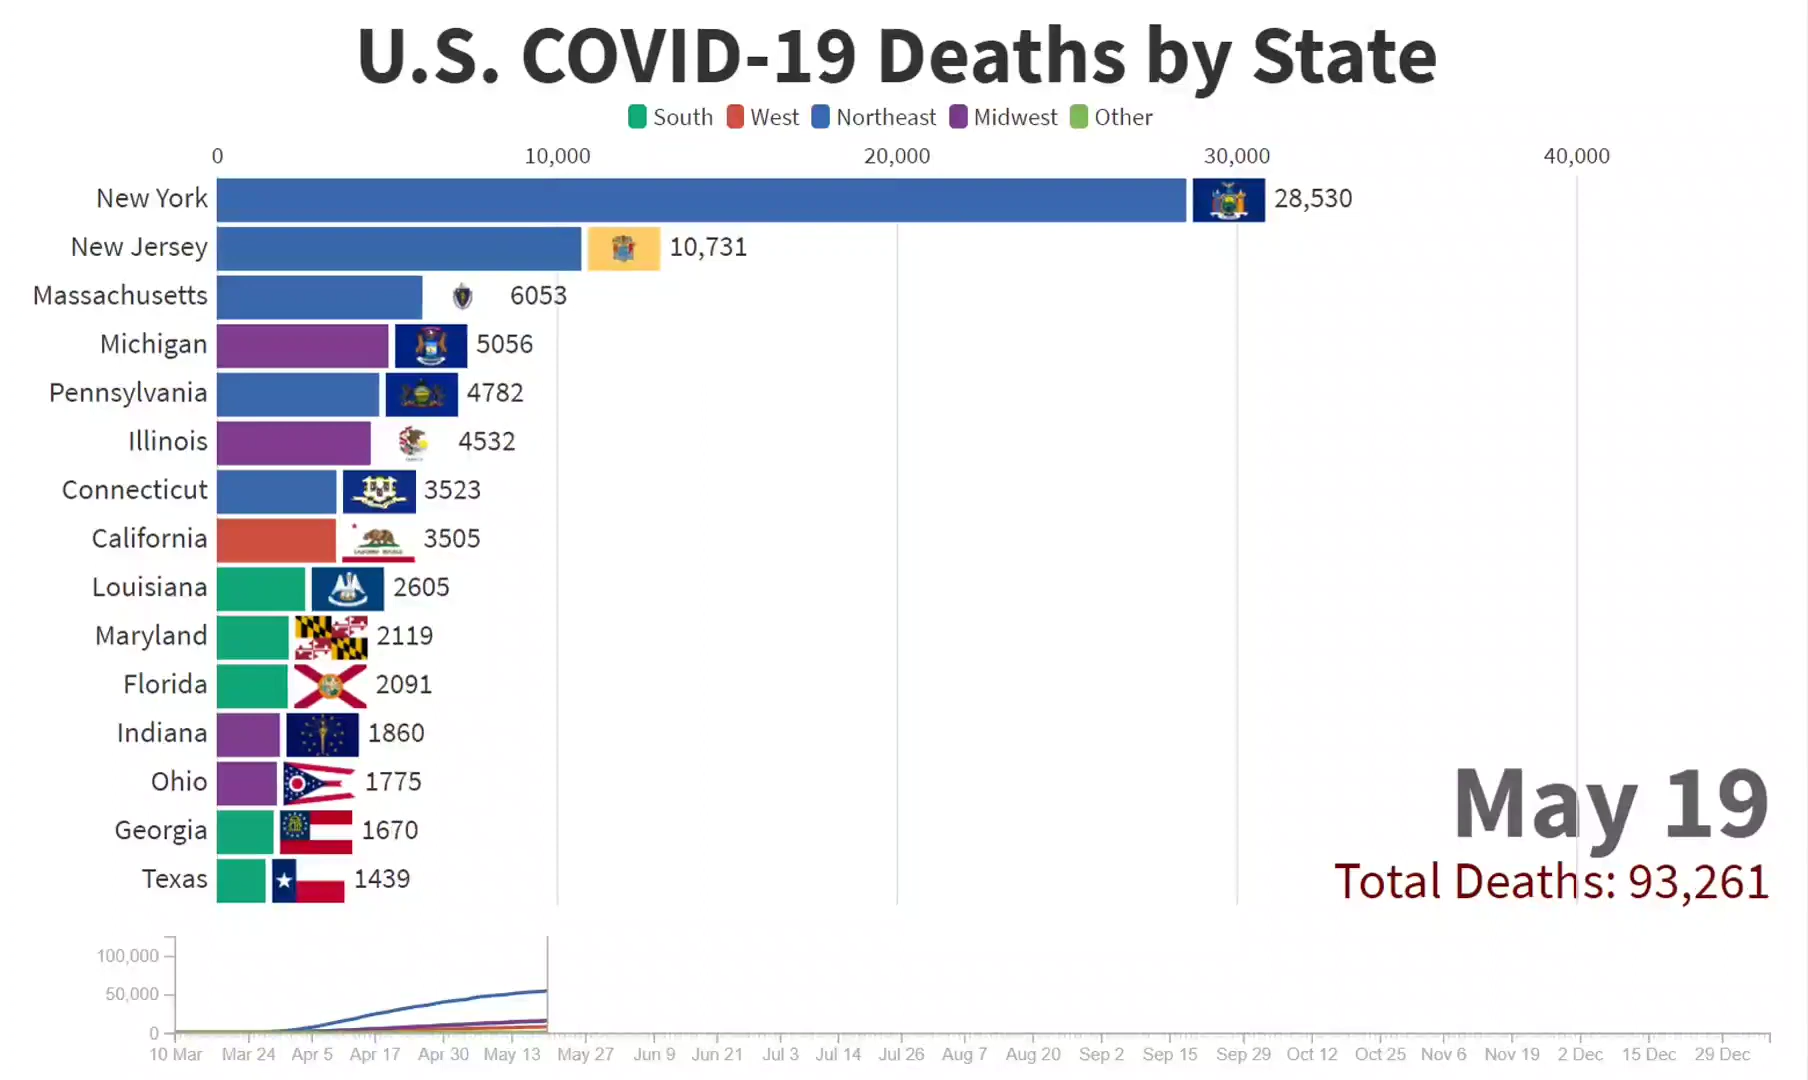 U.S. COVID-19 Deaths by State
South West Northeast Midwest Other
0 10,000 20,000 30,000 40,000
New York 28,530
New Jersey 10,731
Massachusetts 6053
Michigan 5056
Pennsylvania 4782
Illinois 4532
Connecticut 3523
California 3505
Louisiana 2605
Maryland 2119
Florida 2091
Indiana 1860
Ohio 1775
Georgia 1670
Texas 1439
May 19
Total Deaths: 93,261
100,000
50,000
0
10 Mar Mar 24 Apr 5 Apr 17 Apr 30 May 13 May 27 Jun 9 Jun 21 Jul 3 Jul 14 Jul 26 Aug 7 Aug 20 Sep 2 Sep 15 Sep 29 Oct 12 Oct 25 Nov 6 Nov 19 2 Dec 15 Dec 29 Dec